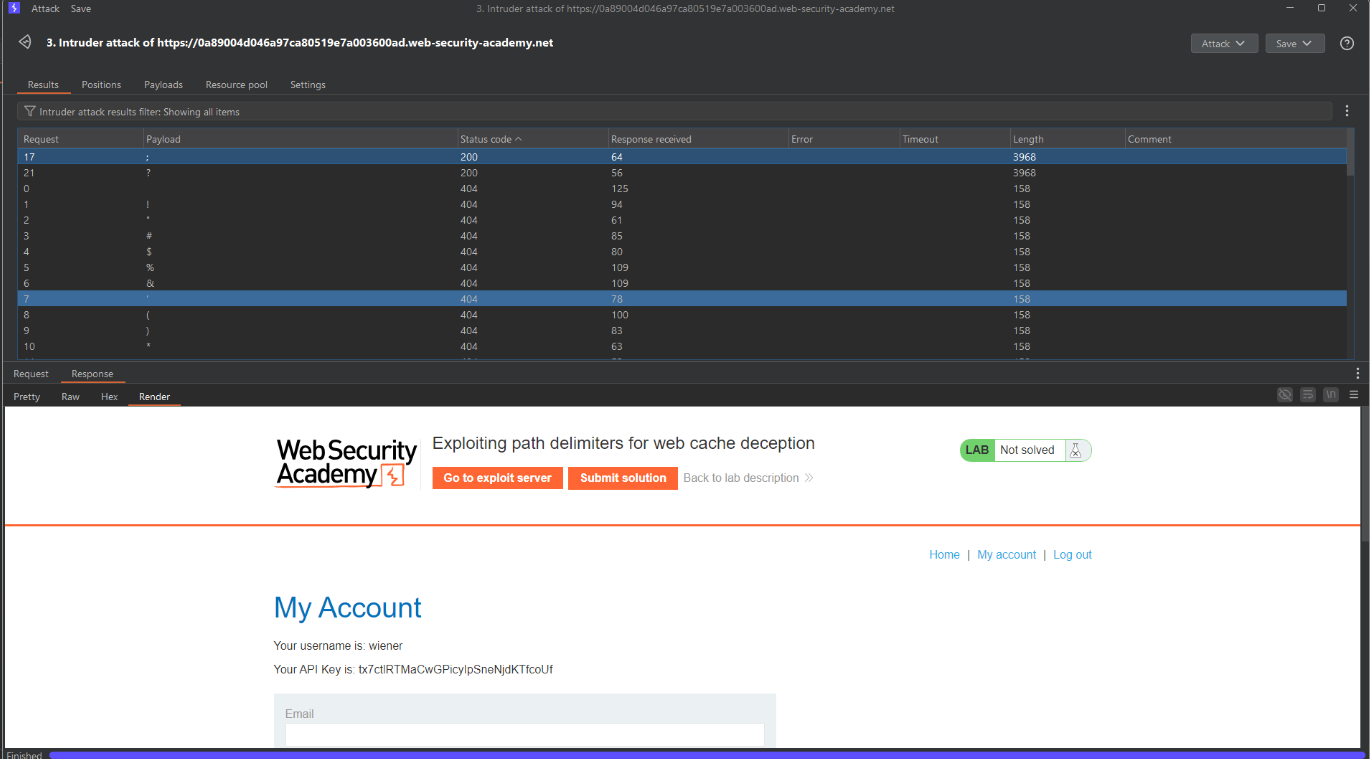 Attack Save 3. Intruder attack of https://0a89004d046a97ca80519e7a003600ad.web-security-academy.net
3. Intruder attack of https://0a89004d046a97ca80519e7a003600ad.web-security-academy.net Attack Save
Results Positions Payloads Resource pool Settings
Intruder attack results filter: Showing all items
Request Payload Status code Response received Error Timeout Length Comment
17 ; 200 64 3968
21 ? 200 56 3968
0 404 125 158
1 ! 404 94 158
2 " 404 61 158
3 # 404 85 158
4 $ 404 80 158
5 % 404 109 158
6 & 404 109 158
7 ' 404 78 158
8 ( 404 100 158
9 ) 404 83 158
10 * 404 63 158
Request Response
Pretty Raw Hex Render \n
Web Security Academy
Exploiting path delimiters for web cache deception
LAB Not solved
Go to exploit server Submit solution Back to lab description
Home | My account | Log out
My Account
Your username is: wiener
Your API Key is: tx7ctlRTMaCwGPicyIpSneNjdKTfcoUf
Email
Finished